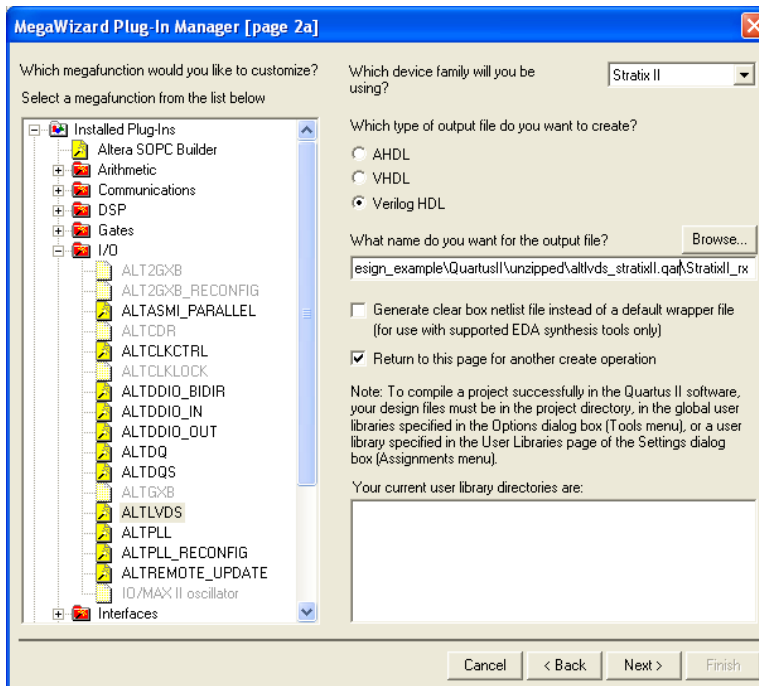 MegaWizard Plug-In Manager [page 2a]
Which megafunction would you like to customize?
Select a megafunction from the list below
Installed Plug-Ins
Altera SOPC Builder
Arithmetic
Communications
DSP
Gates
I/O
ALT2GXB
ALT2GXB_RECONFIG
ALTASMI_PARALLEL
ALTCDR
ALTCLKCTRL
ALTCLKLOCK
ALTDDIO_BIDIR
ALTDDIO_IN
ALTDDIO_OUT
ALTDQ
ALTDQS
ALTGXB
ALTLVDS
ALTPLL
ALTPLL_RECONFIG
ALTREMOTE_UPDATE
IO/MAX II oscillator
Interfaces
Which device family will you be
using?
Stratix II
Which type of output file do you want to create?
AHDL
VHDL
Verilog HDL
What name do you want for the output file?
Browse...
esign_example\QuartusII\unzipped\altlvds_stratixII.qar\StratixII_rx
Generate clear box netlist file instead of a default wrapper file
(for use with supported EDA synthesis tools only)
Return to this page for another create operation
Note: To compile a project successfully in the Quartus II software,
your design files must be in the project directory, in the global user
libraries specified in the Options dialog box (Tools menu), or a user
library specified in the User Libraries page of the Settings dialog
box (Assignments menu).
Your current user library directories are:
Cancel
< Back
Next >
Finish